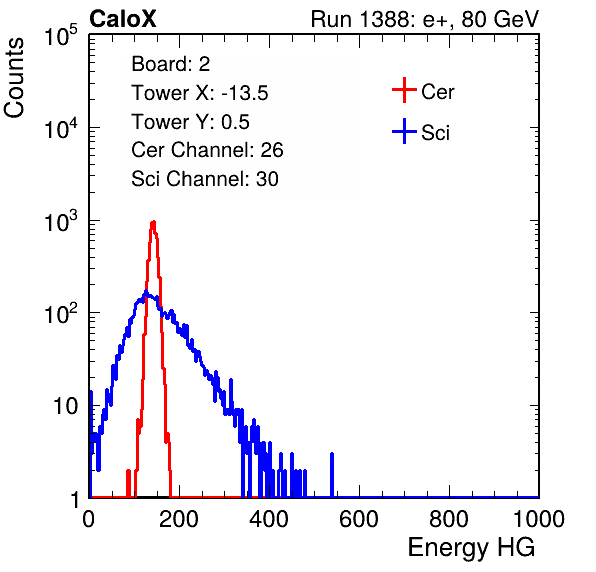 CaloX Run 1388: e+, 80 GeV
Board: 2
Tower X: -13.5
Tower Y: 0.5
Cer Channel: 26
Sci Channel: 30
Cer
Sci
Counts
10^5
10^4
10^3
10^2
10
1
0 200 400 600 800 1000
Energy HG